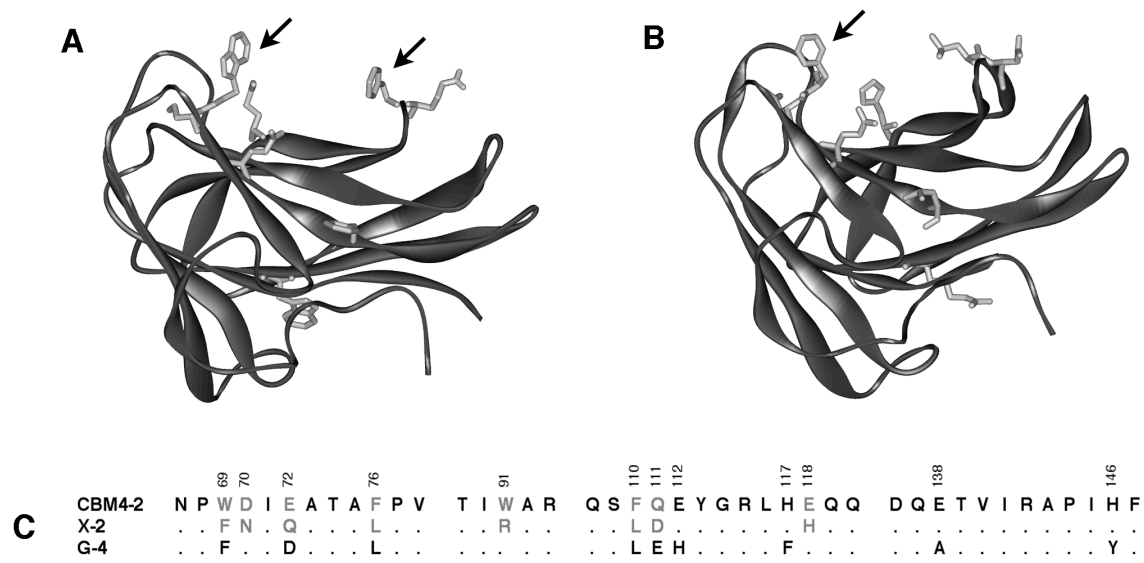 A
B
69 70 72 76 91 110 111 112 117 118 138 146
CBM4-2 N P W D I E A T A F P V T I W A R Q S F Q E Y G R L H E Q Q D Q E T V I R A P I H F
C
X-2 . . F N . Q . . . L . . . . R . . . . L D . . . . . . H . . . . . . . . . . . . . .
G-4 . . F . . D . . . L . . . . . . . . . L E H . . . . F . . . . . A . . . . . . . Y .